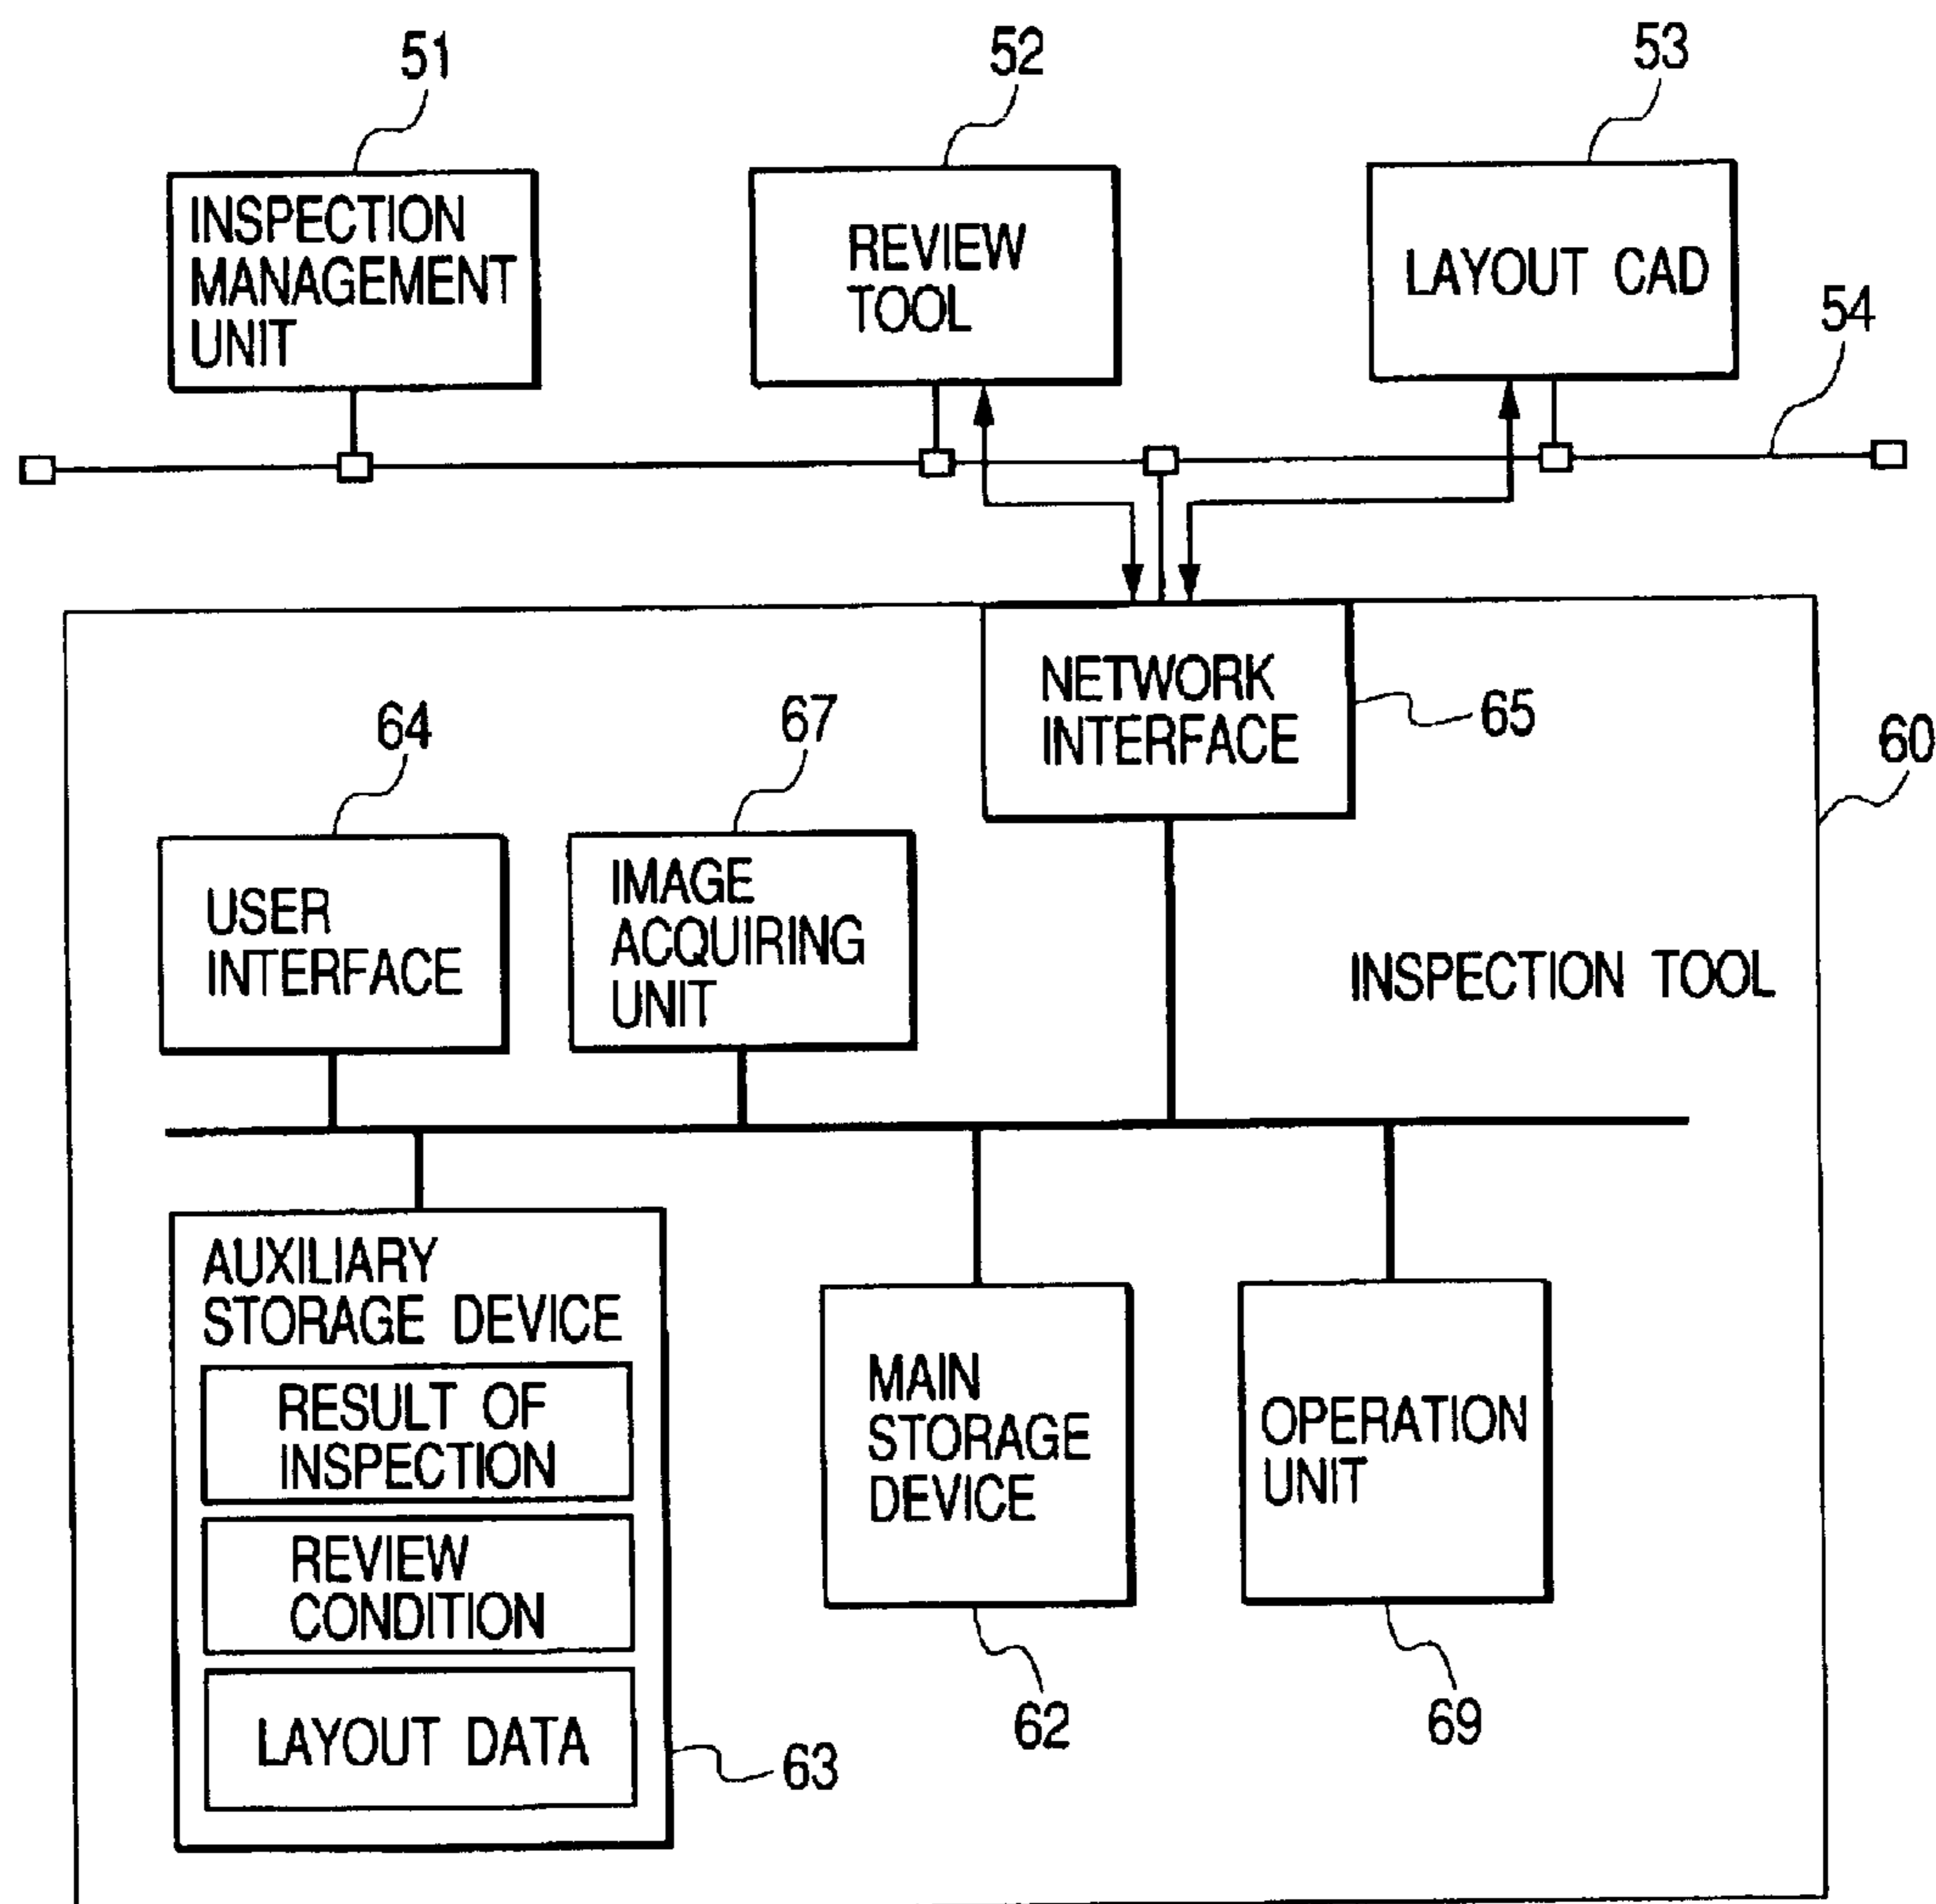 51
52
53
INSPECTION
MANAGEMENT
UNIT
REVIEW
TOOL
LAYOUT CAD
54
NETWORK
INTERFACE
65
60
64
67
USER
INTERFACE
IMAGE
ACQUIRING
UNIT
INSPECTION TOOL
AUXILIARY
STORAGE DEVICE
RESULT OF
INSPECTION
REVIEW
CONDITION
LAYOUT DATA
63
MAIN
STORAGE
DEVICE
62
OPERATION
UNIT
69